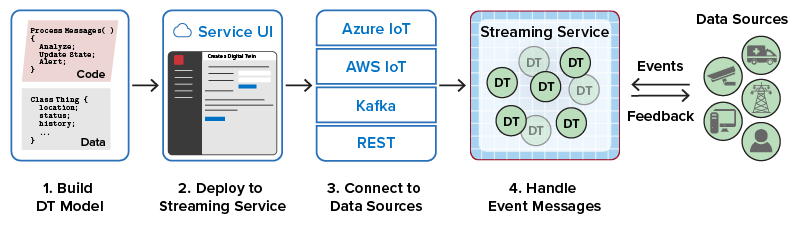 Process Messages( )
{
Analyze;
Update State;
Alert;
}
Code
Class Thing {
location;
status;
history;
...
}
Data
1. Build
DT Model
Service UI
Create a Digital Twin
2. Deploy to
Streaming Service
Azure IoT
AWS IoT
Kafka
REST
3. Connect to
Data Sources
Streaming Service
DT
DT
DT
DT
DT
DT
DT
DT
4. Handle
Event Messages
Data Sources
Events
Feedback